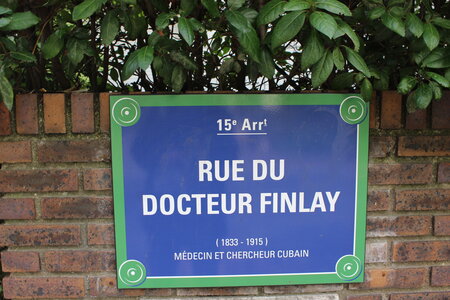 15e Arrt
RUE DU
DOCTEUR FINLAY
( 1833 - 1915 )
MÉDECIN ET CHERCHEUR CUBAIN